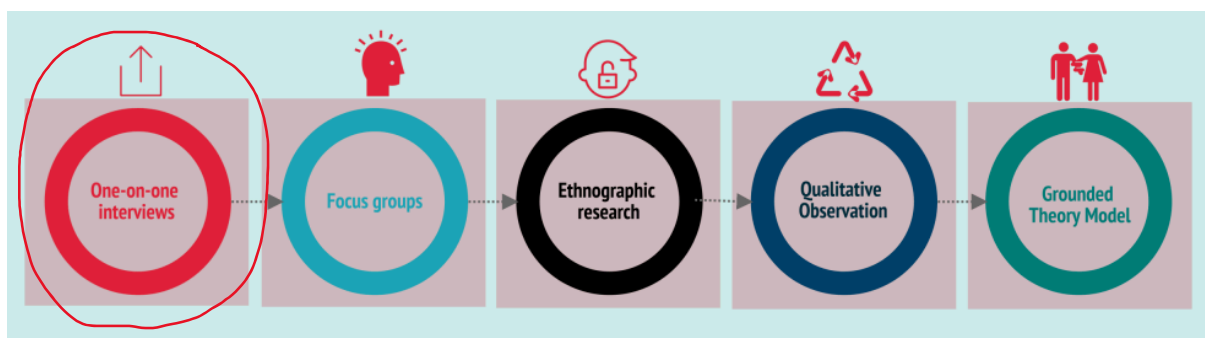 One-on-one
interviews
Focus groups
Ethnographic
research
Qualitative
Observation
Grounded
Theory Model